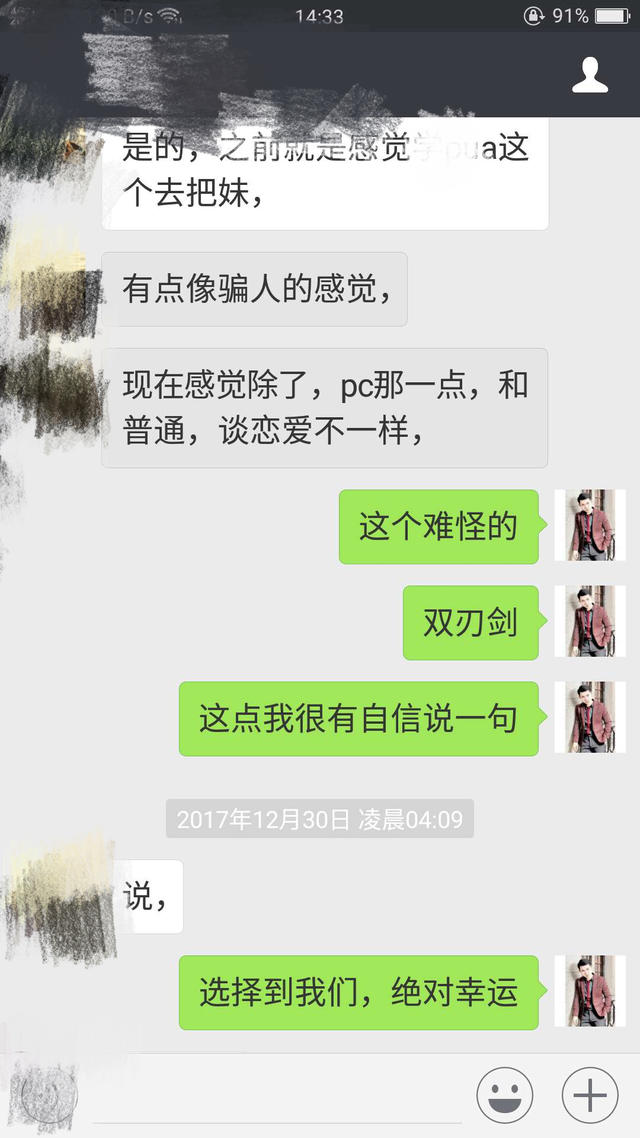 14:33
91%
是的，之前就是感觉学pua这
个去把妹，
有点像骗人的感觉，
现在感觉除了，pc那一点，和
普通，谈恋爱不一样，
这个难怪的
双刃剑
这点我很有自信说一句
2017年12月30日 凌晨04:09
说，
选择到我们，绝对幸运